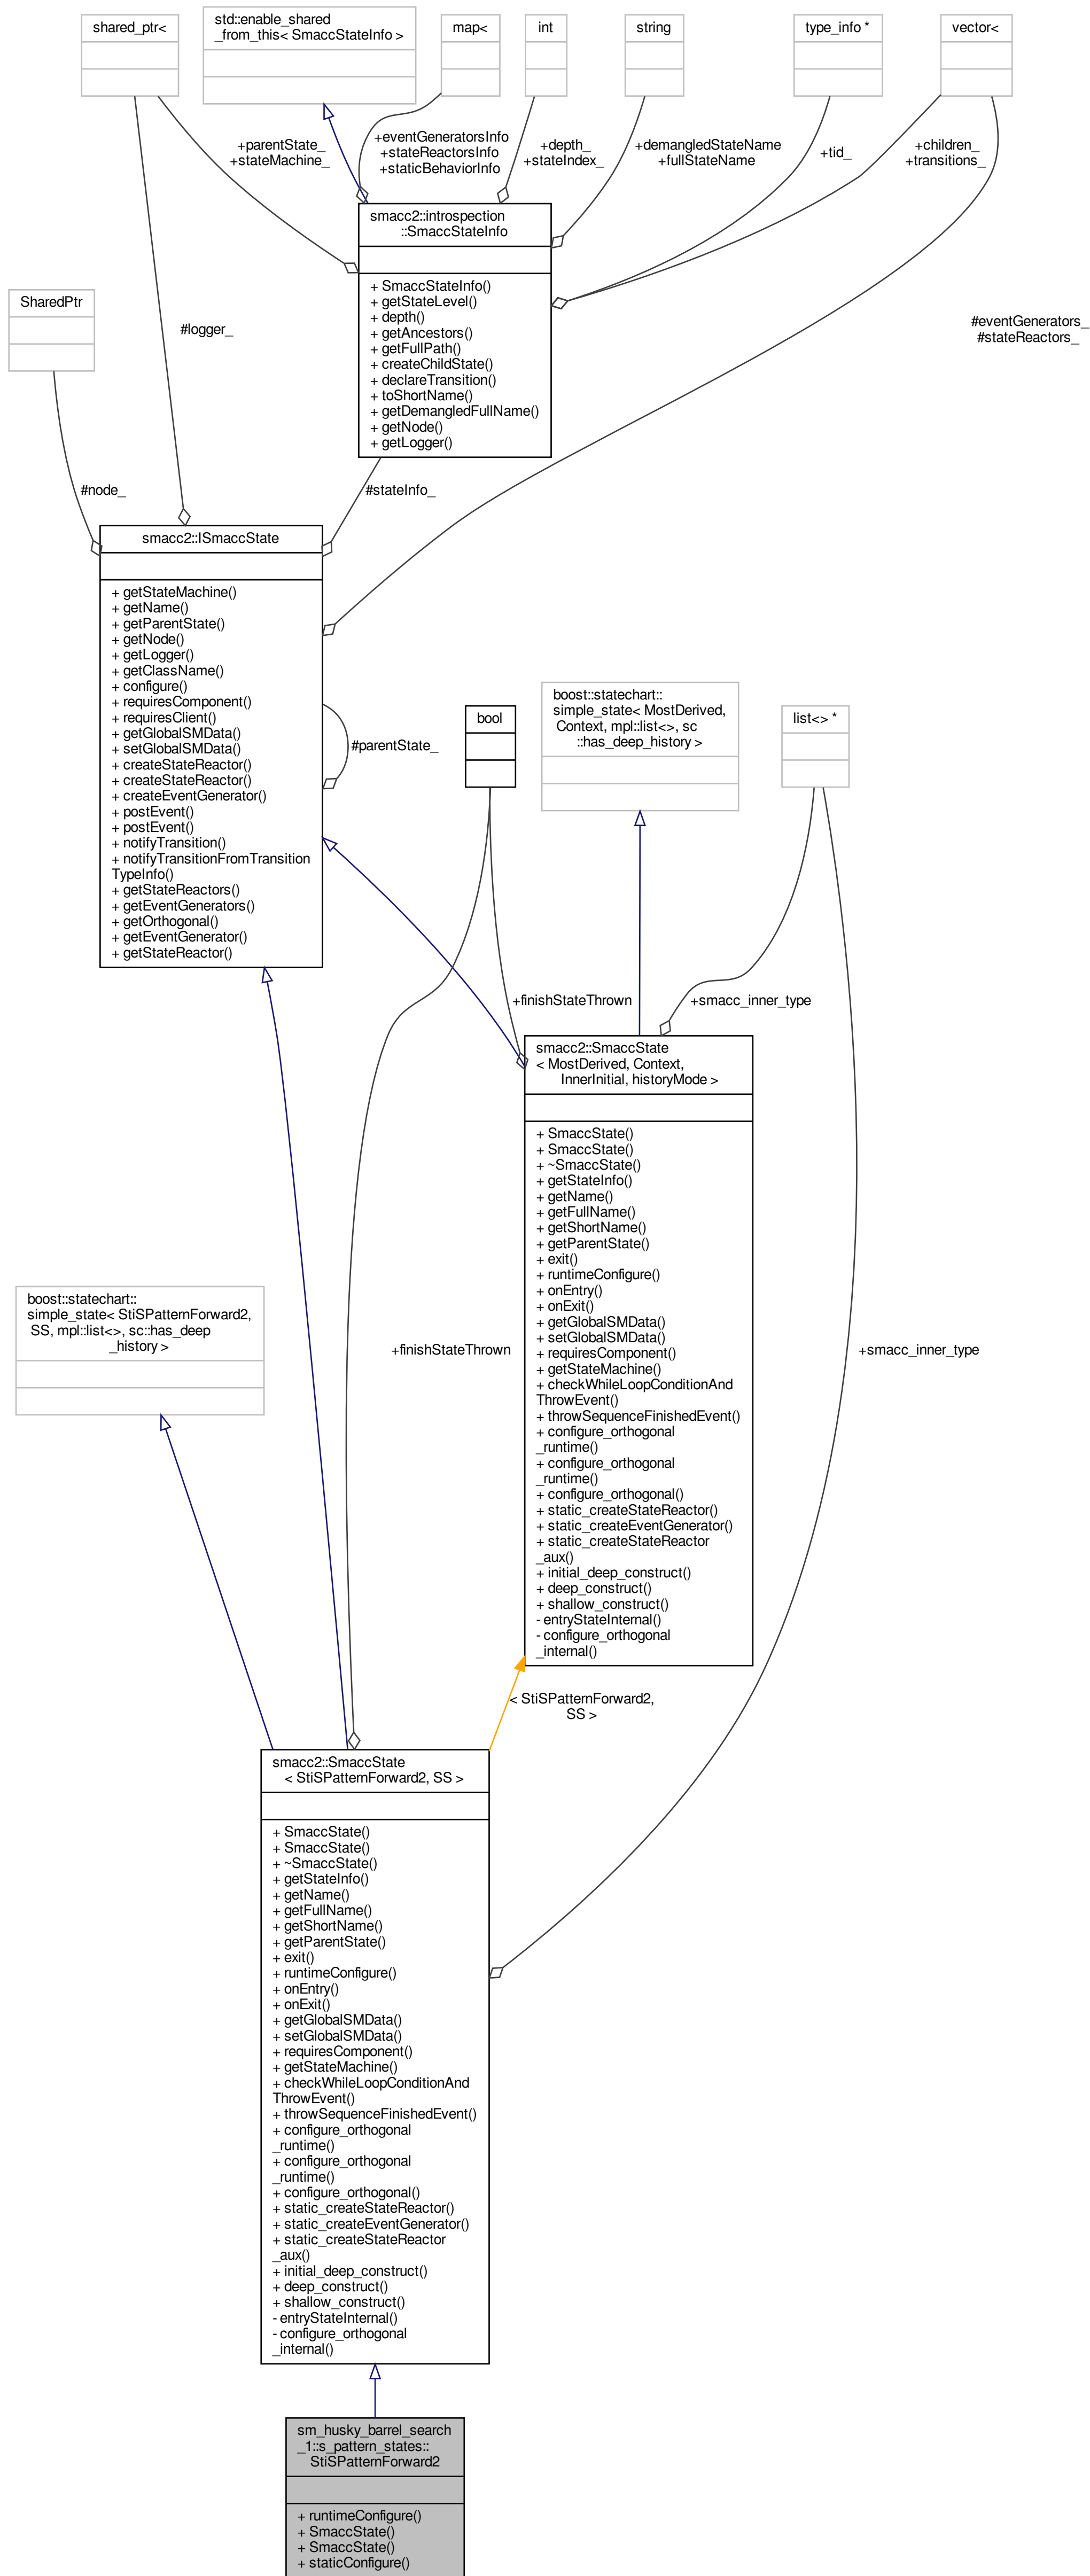 shared_ptr<
std::enable_shared
_from_this< SmaccStateInfo >
map<
int
string
type_info *
vector<
+parentState_
+stateMachine_
+eventGeneratorsInfo
+stateReactorsInfo
+staticBehaviorInfo
+depth_
+stateIndex_
+demangledStateName
+fullStateName
+tid_
+children_
+transitions_
smacc2::introspection
::SmaccStateInfo
+ SmaccStateInfo()
+ getStateLevel()
+ depth()
+ getAncestors()
+ getFullPath()
+ createChildState()
+ declareTransition()
+ toShortName()
+ getDemangledFullName()
+ getNode()
+ getLogger()
SharedPtr
#logger_
#eventGenerators_
#stateReactors_
#node_
#stateInfo_
smacc2::ISmaccState
+ getStateMachine()
+ getName()
+ getParentState()
+ getNode()
+ getLogger()
+ getClassName()
+ configure()
+ requiresComponent()
+ requiresClient()
+ getGlobalSMData()
+ setGlobalSMData()
+ createStateReactor()
+ createStateReactor()
+ createEventGenerator()
+ postEvent()
+ postEvent()
+ notifyTransition()
+ notifyTransitionFromTransition
TypeInfo()
+ getStateReactors()
+ getEventGenerators()
+ getOrthogonal()
+ getEventGenerator()
+ getStateReactor()
#parentState_
bool
boost::statechart::
simple_state< MostDerived,
Context, mpl::list<>, sc
::has_deep_history >
list<> *
+finishStateThrown
+smacc_inner_type
smacc2::SmaccState
< MostDerived, Context,
InnerInitial, historyMode >
+ SmaccState()
+ SmaccState()
+ ~SmaccState()
+ getStateInfo()
+ getName()
+ getFullName()
+ getShortName()
+ getParentState()
+ exit()
+ runtimeConfigure()
+ onEntry()
+ onExit()
+ getGlobalSMData()
+ setGlobalSMData()
+ requiresComponent()
+ getStateMachine()
+ checkWhileLoopConditionAnd
ThrowEvent()
+ throwSequenceFinishedEvent()
+ configure_orthogonal
_runtime()
+ configure_orthogonal
_runtime()
+ configure_orthogonal()
+ static_createStateReactor()
+ static_createEventGenerator()
+ static_createStateReactor
_aux()
+ initial_deep_construct()
+ deep_construct()
+ shallow_construct()
- entryStateInternal()
- configure_orthogonal
_internal()
boost::statechart::
simple_state< StiSPatternForward2,
SS, mpl::list<>, sc::has_deep
_history >
+finishStateThrown
+smacc_inner_type
< StiSPatternForward2,
SS >
smacc2::SmaccState
< StiSPatternForward2, SS >
+ SmaccState()
+ SmaccState()
+ ~SmaccState()
+ getStateInfo()
+ getName()
+ getFullName()
+ getShortName()
+ getParentState()
+ exit()
+ runtimeConfigure()
+ onEntry()
+ onExit()
+ getGlobalSMData()
+ setGlobalSMData()
+ requiresComponent()
+ getStateMachine()
+ checkWhileLoopConditionAnd
ThrowEvent()
+ throwSequenceFinishedEvent()
+ configure_orthogonal
_runtime()
+ configure_orthogonal
_runtime()
+ configure_orthogonal()
+ static_createStateReactor()
+ static_createEventGenerator()
+ static_createStateReactor
_aux()
+ initial_deep_construct()
+ deep_construct()
+ shallow_construct()
- entryStateInternal()
- configure_orthogonal
_internal()
sm_husky_barrel_search
_1::s_pattern_states::
StiSPatternForward2
+ runtimeConfigure()
+ SmaccState()
+ SmaccState()
+ staticConfigure()